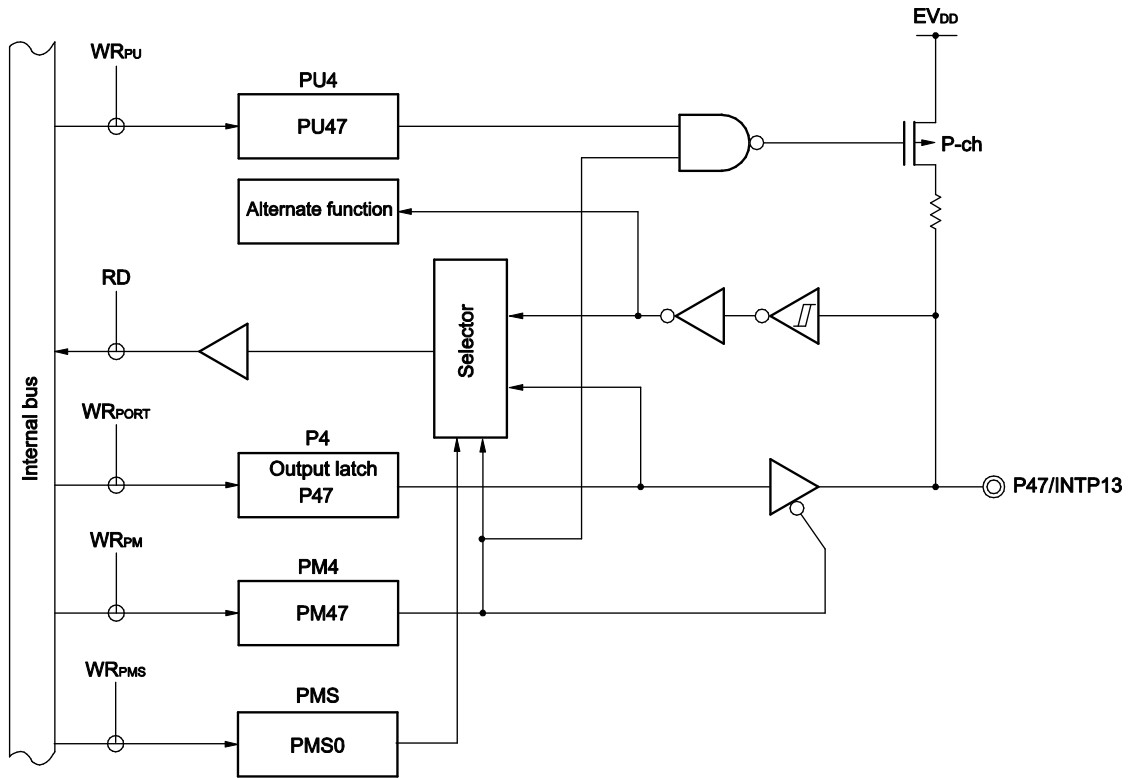 EVDD
WRPU
PU4
PU47
P-ch
Alternate function
RD
Selector
Internal bus
WRPORT
P4
Output latch
P47
P47/INTP13
WRPM
PM4
PM47
WRPMS
PMS
PMS0